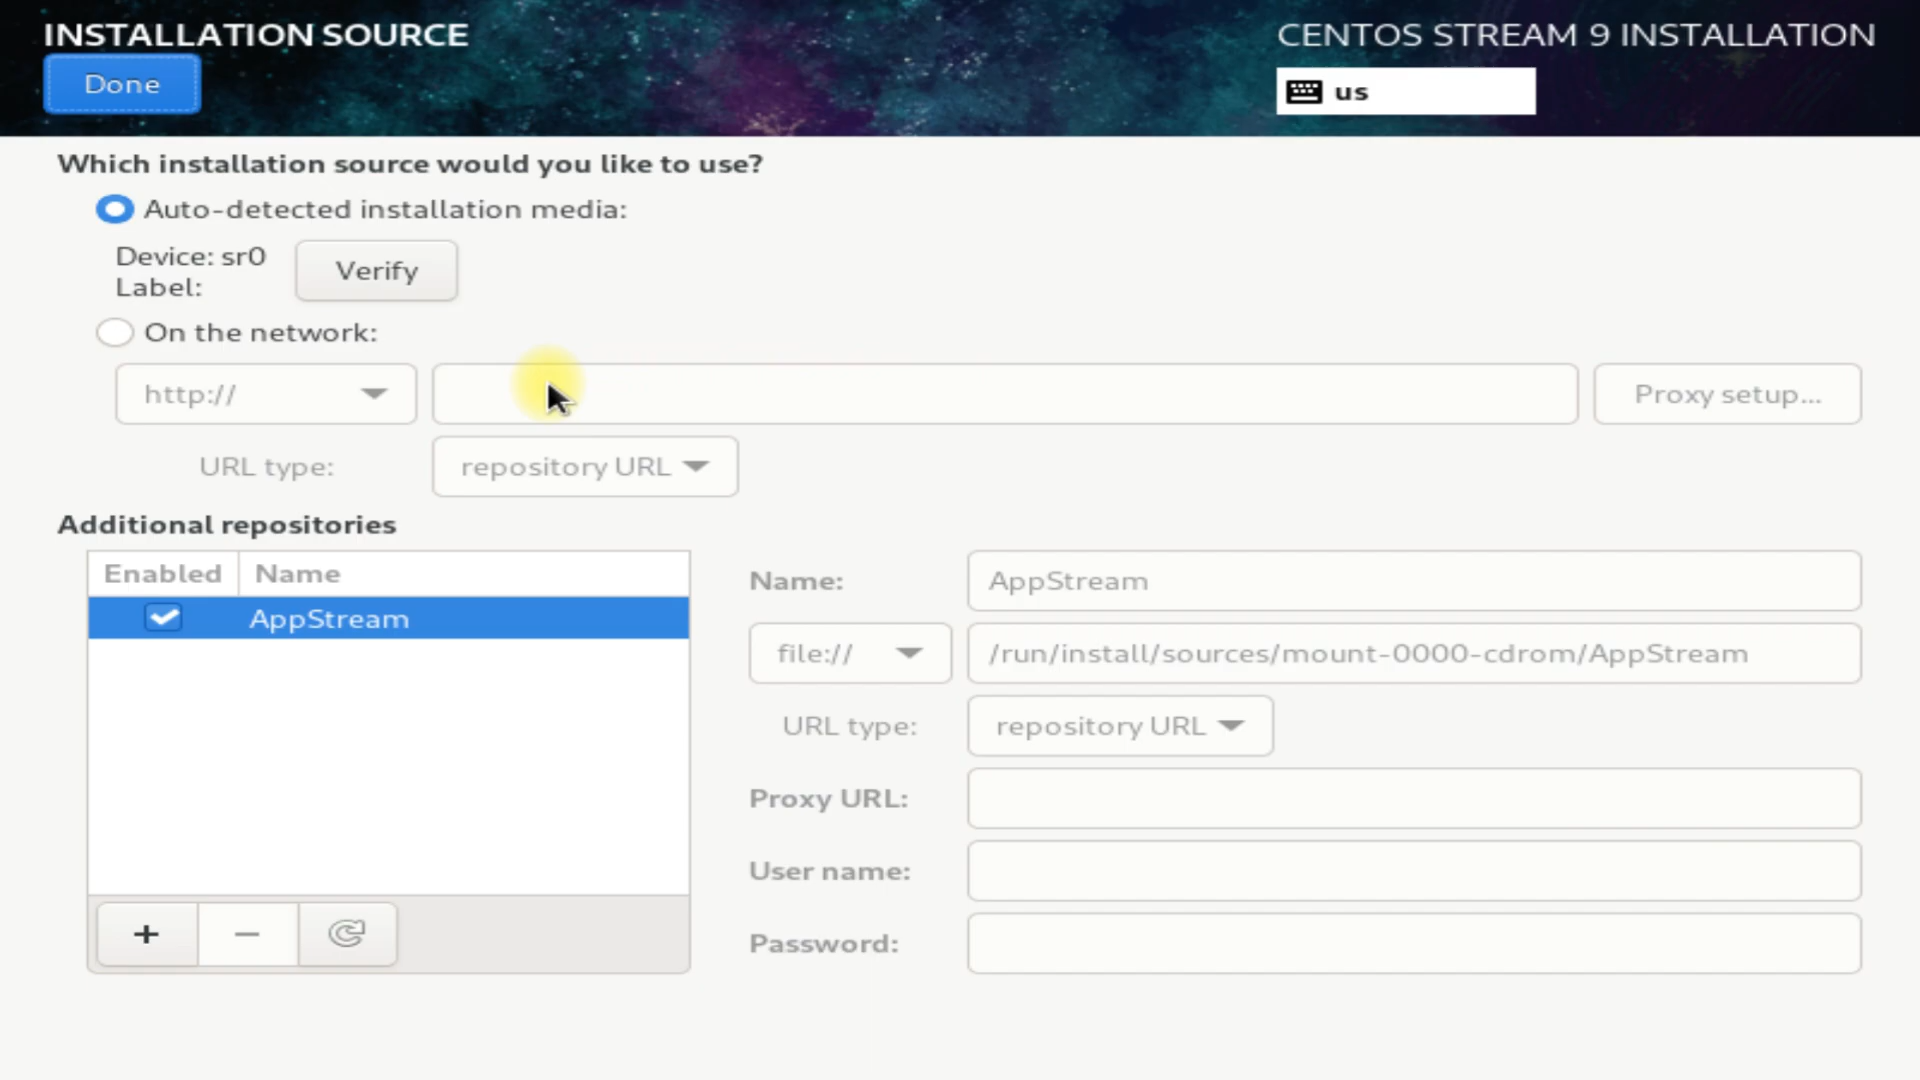 INSTALLATION SOURCE
CENTOS STREAM 9 INSTALLATION
Done
us
Which installation source would you like to use?
Auto-detected installation media:
Device: sr0
Label:
Verify
On the network:
http://
Proxy setup...
URL type:
repository URL
Additional repositories
Enabled
Name
AppStream
Name:
AppStream
file://
/run/install/sources/mount-0000-cdrom/AppStream
URL type:
repository URL
Proxy URL:
User name:
Password: